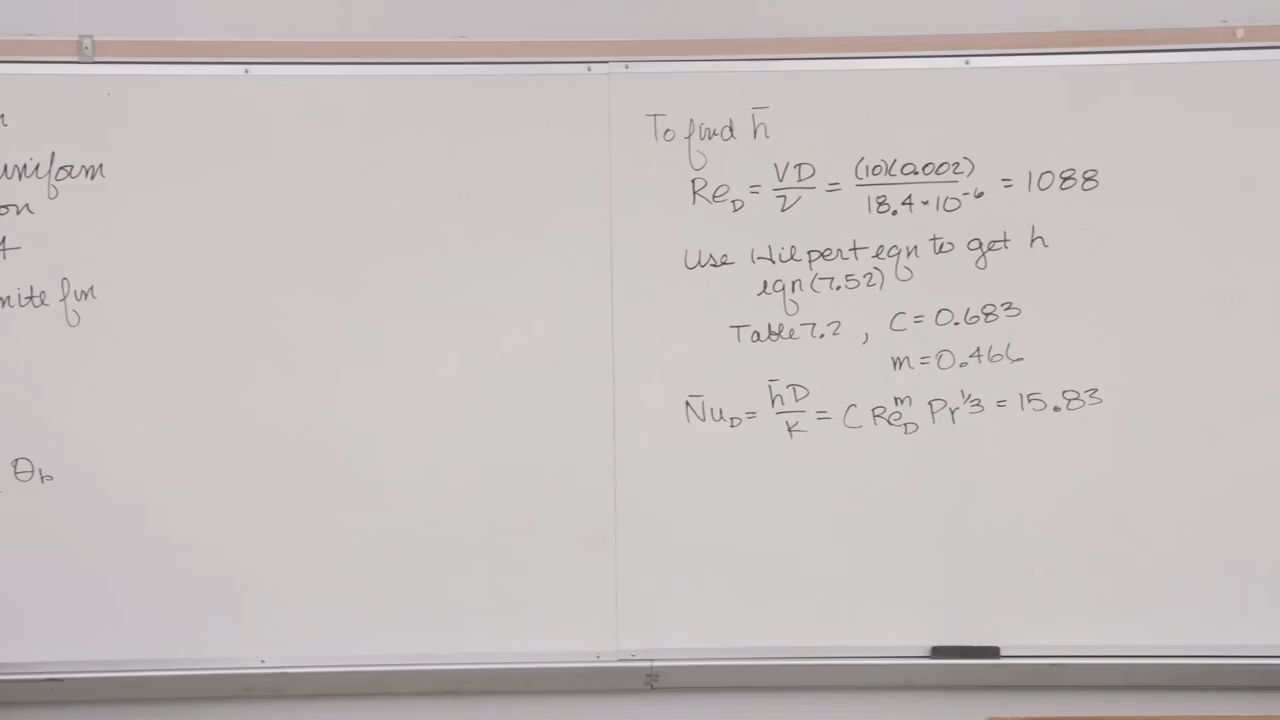 uniform
on
nite fin
θb
To find h̄
Re_D = VD/ν = (10)(0.002)/18.4*10^-6 = 1088
Use Hilpert eqn to get h
eqn (7.52)
Table 7.2 , C = 0.683
m = 0.466
N̄u_D = h̄D/K = C Re_D^m Pr^1/3 = 15.83